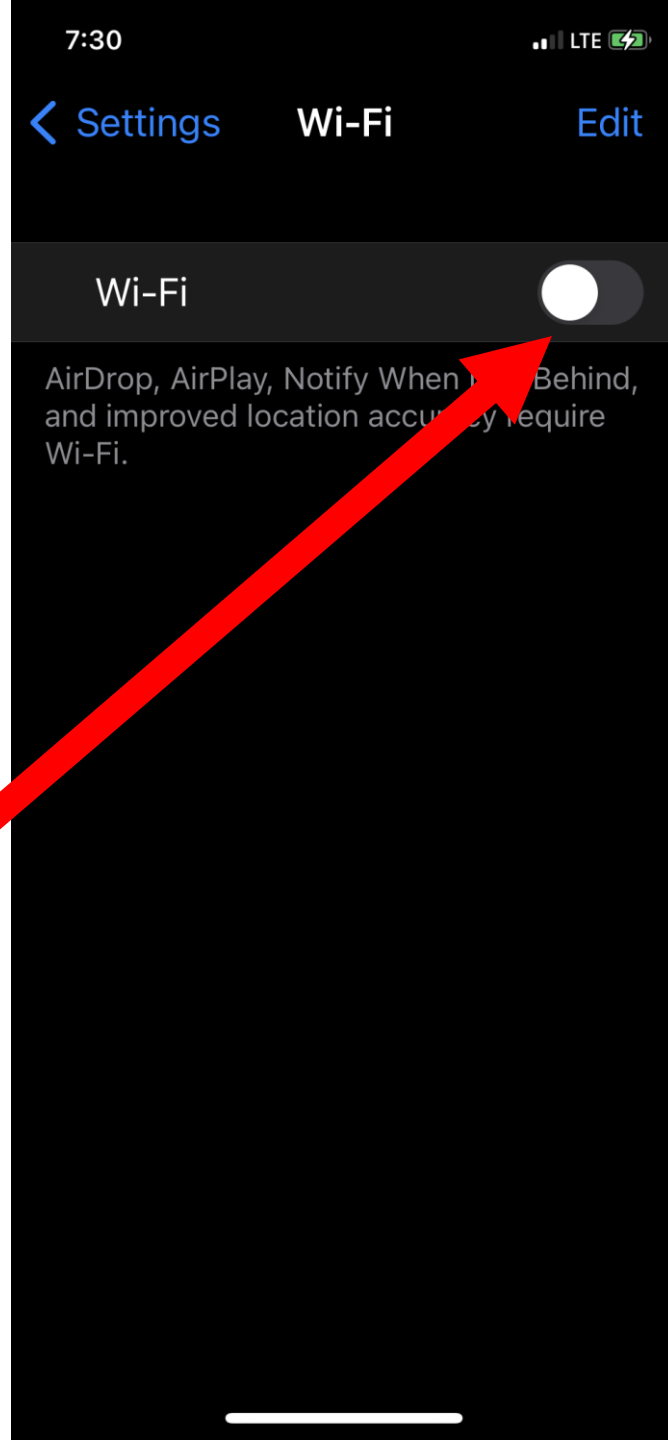 7:30 LTE
Settings Wi-Fi Edit
Wi-Fi
AirDrop, AirPlay, Notify When Behind,
and improved location require
Wi-Fi.